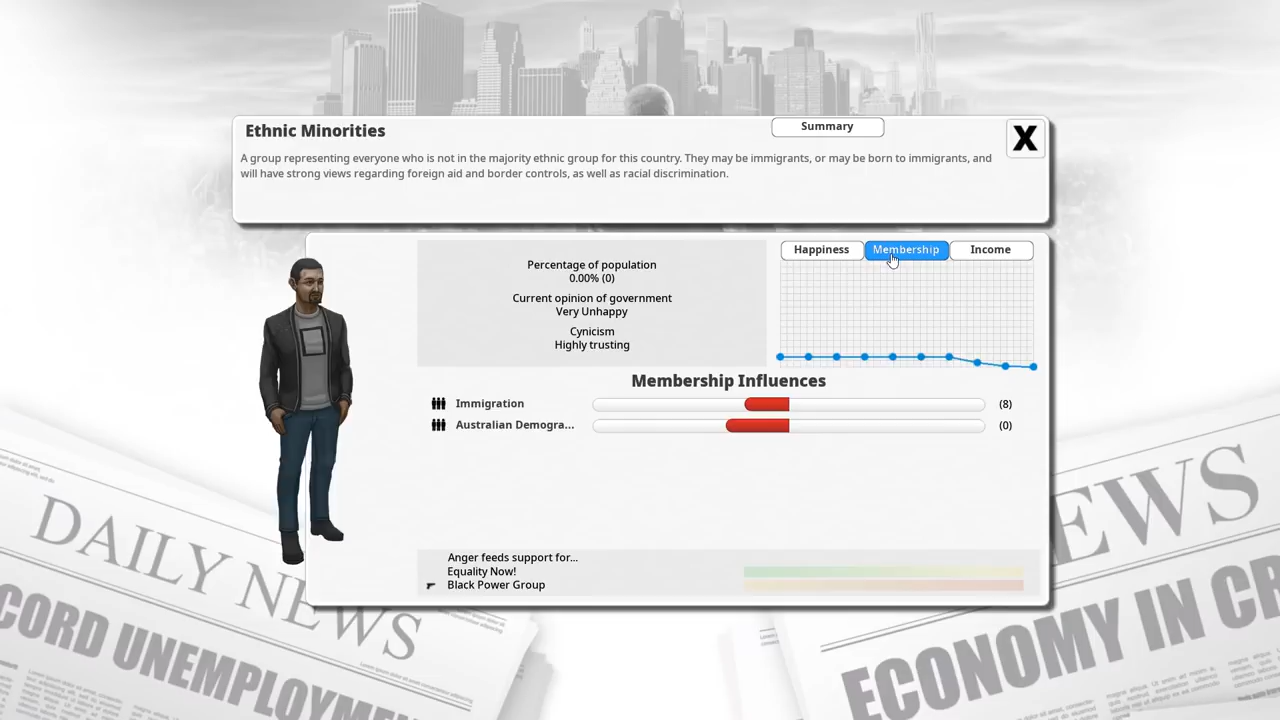 Ethnic Minorities
Summary
X
A group representing everyone who is not in the majority ethnic group for this country. They may be immigrants, or may be born to immigrants, and
will have strong views regarding foreign aid and border controls, as well as racial discrimination.
Happiness
Membership
Income
Percentage of population
0.00% (0)
Current opinion of government
Very Unhappy
Cynicism
Highly trusting
Membership Influences
Immigration
(8)
Australian Demogra...
(0)
Anger feeds support for...
Equality Now!
Black Power Group
DAILY NEWS
CORD UNEMPLOYM
EWS
ECONOMY IN CR